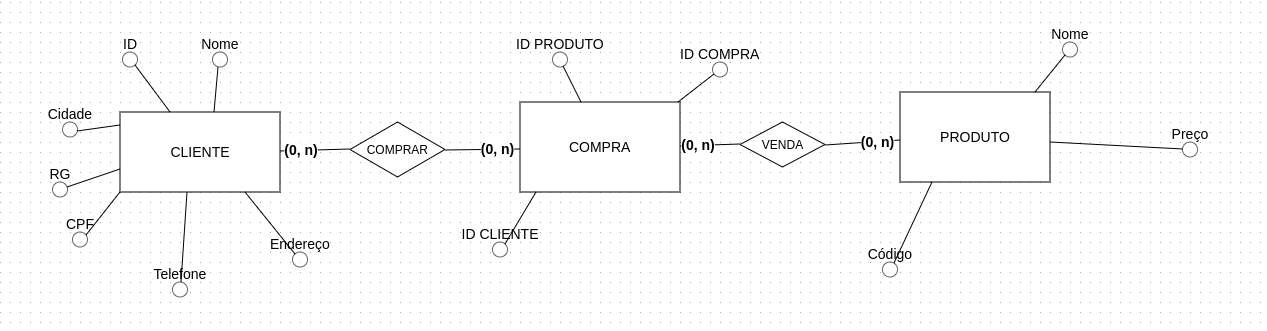 ID
Nome
Cidade
RG
CPF
Telefone
Endereço
CLIENTE
(0, n)
COMPRAR
(0, n)
ID PRODUTO
ID COMPRA
COMPRA
ID CLIENTE
(0, n)
VENDA
(0, n)
Nome
PRODUTO
Preço
Código